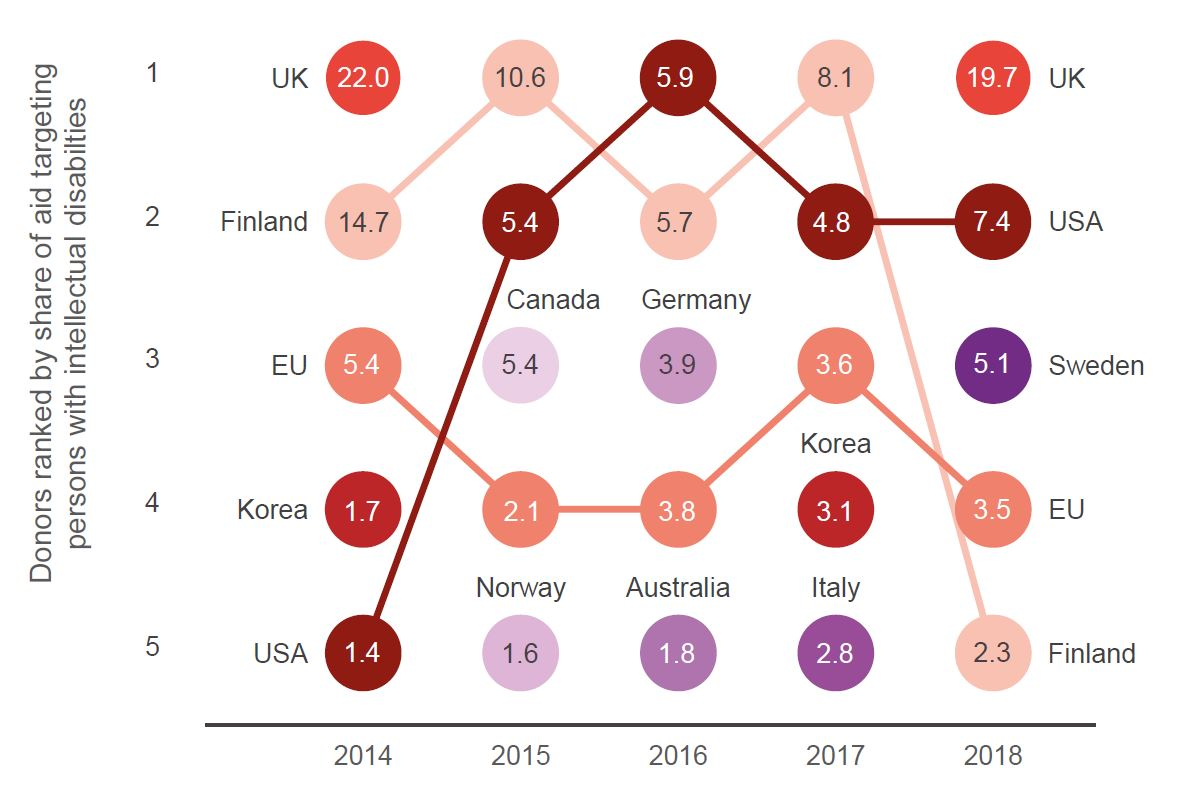 Donors ranked by share of aid targeting
persons with intellectual disabilties
1 UK 22.0 10.6 5.9 8.1 19.7 UK
2 Finland 14.7 5.4 5.7 4.8 7.4 USA
Canada Germany
3 EU 5.4 5.4 3.9 3.6 5.1 Sweden
Korea
4 Korea 1.7 2.1 3.8 3.1 3.5 EU
Norway Australia Italy
5 USA 1.4 1.6 1.8 2.8 2.3 Finland
2014 2015 2016 2017 2018